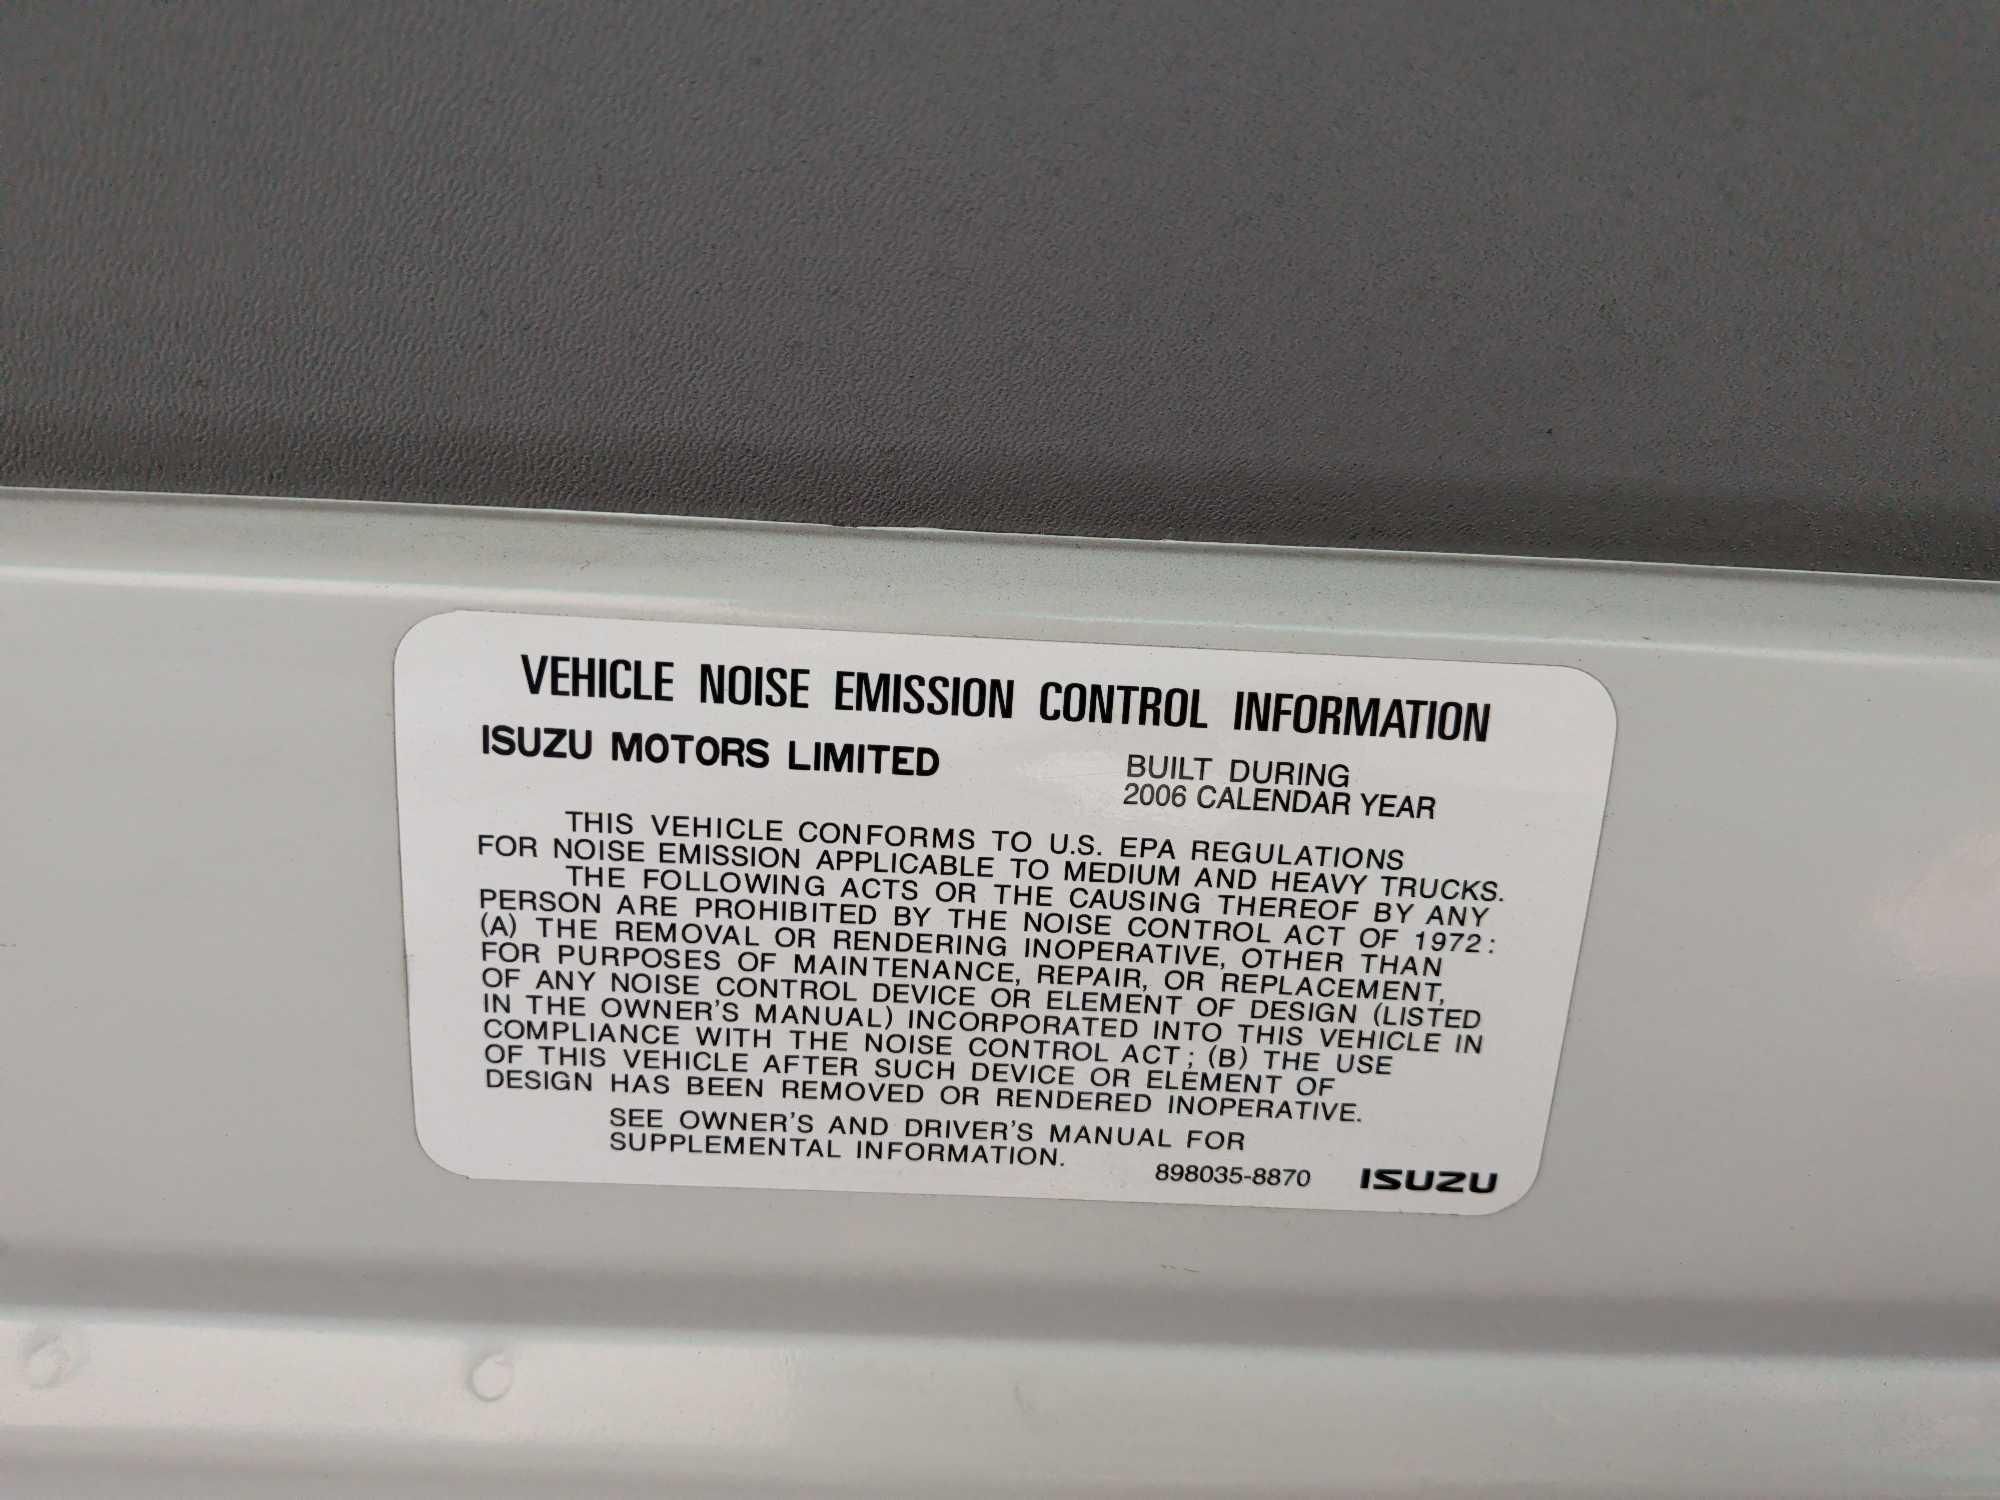 VEHICLE NOISE EMISSION CONTROL INFORMATION
ISUZU MOTORS LIMITED
BUILT DURING
2006 CALENDAR YEAR
THIS VEHICLE CONFORMS TO U.S. EPA REGULATIONS
FOR NOISE EMISSION APPLICABLE TO MEDIUM AND HEAVY TRUCKS.
THE FOLLOWING ACTS OR THE CAUSING THEREOF BY ANY
PERSON ARE PROHIBITED BY THE NOISE CONTROL ACT OF 1972:
(A) THE REMOVAL OR RENDERING INOPERATIVE, OTHER THAN
FOR PURPOSES OF MAINTENANCE, REPAIR, OR REPLACEMENT,
OF ANY NOISE CONTROL DEVICE OR ELEMENT OF DESIGN (LISTED
IN THE OWNER'S MANUAL) INCORPORATED INTO THIS VEHICLE IN
COMPLIANCE WITH THE NOISE CONTROL ACT; (B) THE USE
OF THIS VEHICLE AFTER SUCH DEVICE OR ELEMENT OF
DESIGN HAS BEEN REMOVED OR RENDERED INOPERATIVE.
SEE OWNER'S AND DRIVER'S MANUAL FOR
SUPPLEMENTAL INFORMATION.
898035-8870 ISUZU